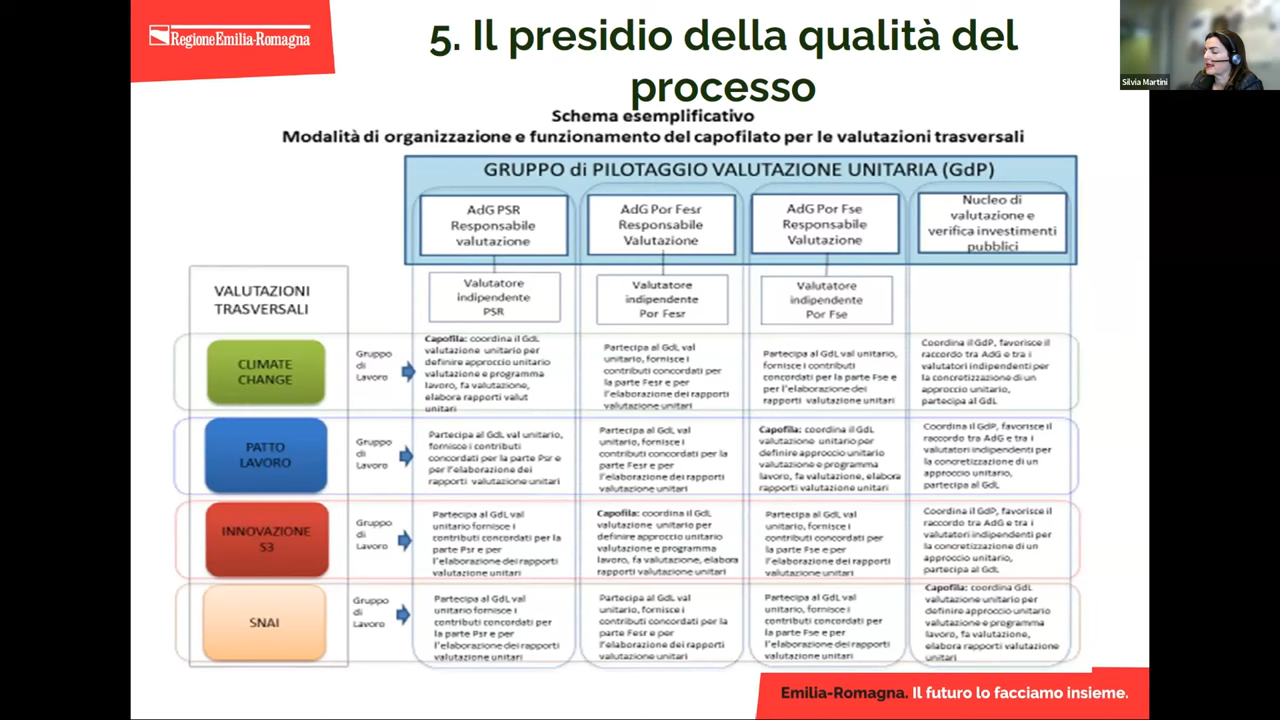 RegioneEmilia-Romagna
5. Il presidio della qualità del
processo
Silvia Martini
Schema esemplificativo
Modalità di organizzazione e funzionamento del capofilato per le valutazioni trasversali
GRUPPO di PILOTAGGIO VALUTAZIONE UNITARIA (GdP)
AdG PSR
Responsabile
valutazione
AdG Por Fesr
Responsabile
Valutazione
AdG Por Fse
Responsabile
Valutazione
Nucleo di
valutazione e
verifica investimenti
pubblici
VALUTAZIONI
TRASVERSALI
Valutatore
indipendente
PSR
Valutatore
indipendente
Por Fesr
Valutatore
indipendente
Por Fse
CLIMATE
CHANGE
Gruppo
di
Lavoro
Capofila: coordina il GdL
valutazione unitario per
definire approccio unitario
valutazione e programma
lavoro, fa valutazione,
elabora rapporti valut
unitari
Partecipa al GdL val
unitario, fornisce i
contributi concordati per
la parte Fesr e per
l'elaborazione dei rapporti
valutazione unitari
Partecipa al GdL val unitario,
fornisce i contributi
concordati per la parte Fse e
per l'elaborazione dei
rapporti valutazione unitari
Coordina il GdP, favorisce il
raccordo tra AdG e tra i
valutatori indipendenti per
la concretizzazione di un
approccio unitario,
partecipa al GdL
PATTO
LAVORO
Gruppo
di
Lavoro
Partecipa al GdL val unitario,
fornisce i contributi
concordati per la parte Psr e
per l'elaborazione dei
rapporti valutazione unitari
Partecipa al GdL val
unitario, fornisce i
contributi concordati per
la parte Fesr e per
l'elaborazione dei rapporti
valutazione unitari
Capofila: coordina il GdL
valutazione unitario per
definire approccio unitario
valutazione e programma
lavoro, fa valutazione, elabora
rapporti valutazione unitari
Coordina il GdP, favorisce il
raccordo tra AdG e tra i
valutatori indipendenti per
la concretizzazione di un
approccio unitario,
partecipa al GdL
INNOVAZIONE
S3
Gruppo
di
Lavoro
Partecipa al GdL val
unitario fornisce i
contributi concordati per la
parte Psr e per
l'elaborazione dei rapporti
valutazione unitari
Capofila: coordina il GdL
valutazione unitario per
definire approccio unitario
valutazione e programma
lavoro, fa valutazione, elabora
rapporti valutazione unitari
Partecipa al GdL val
unitario, fornisce i
contributi concordati per
la parte Fse e per
l'elaborazione dei rapporti
valutazione unitari
Coordina il GdP, favorisce il
raccordo tra AdG e tra i
valutatori indipendenti per
la concretizzazione di un
approccio unitario,
partecipa al GdL
SNAI
Gruppo
di
Lavoro
Partecipa al GdL val
unitario fornisce i
contributi concordati per
la parte Psr e per
l'elaborazione dei rapporti
valutazione unitari
Partecipa al GdL val
unitario, fornisce i
contributi concordati per
la parte Fesr e per
l'elaborazione dei rapporti
valutazione unitari
Partecipa al GdL val
unitario, fornisce i
contributi concordati per
la parte Fse e per
l'elaborazione dei rapporti
valutazione unitari
Capofila: coordina GdL
valutazione unitario per
definire approccio unitario
valutazione e programma
lavoro, fa valutazione,
elabora rapporti valutazione
unitari
Emilia-Romagna. Il futuro lo facciamo insieme.